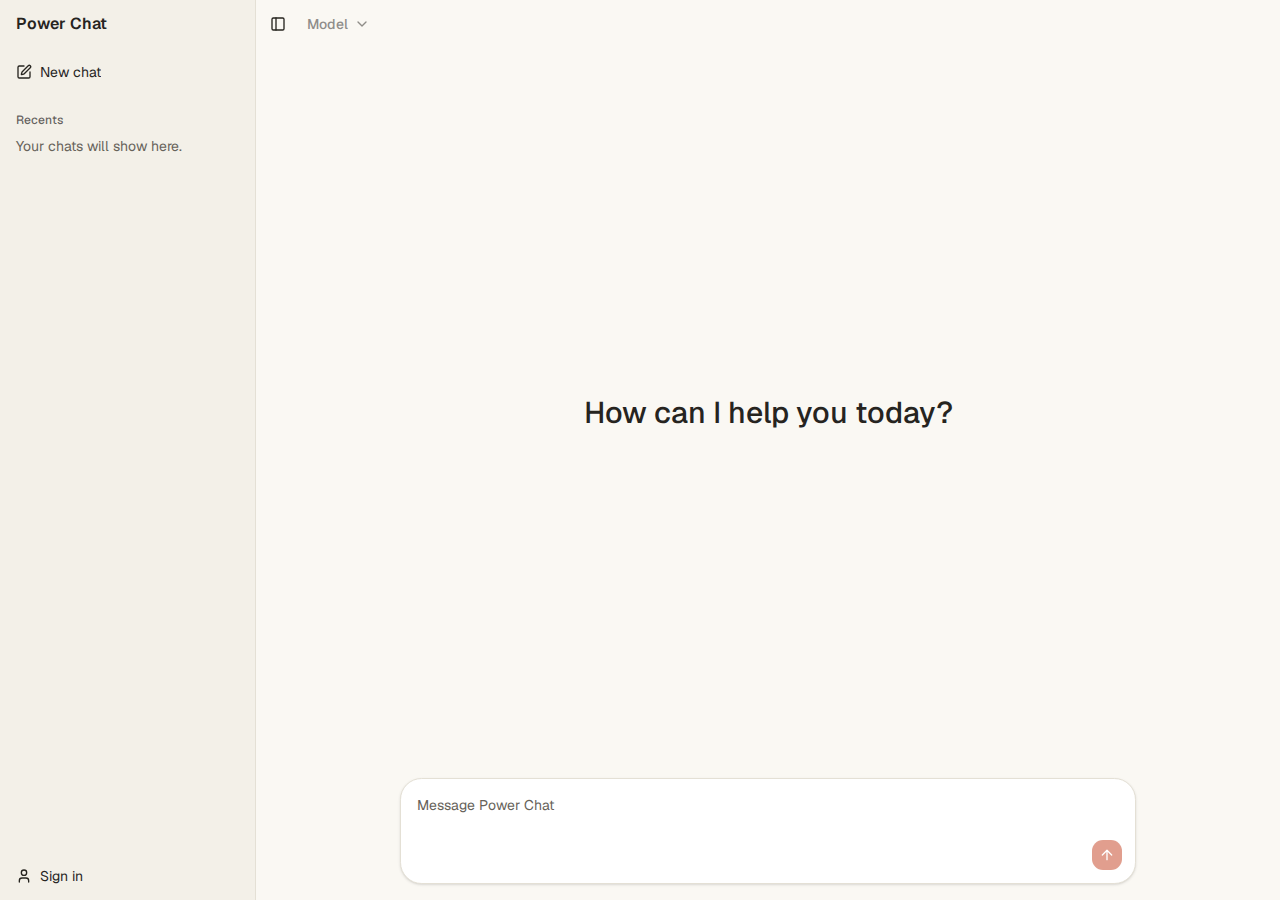 Power Chat
New chat
Recents
Your chats will show here.
Sign in
Model
How can I help you today?
Message Power Chat